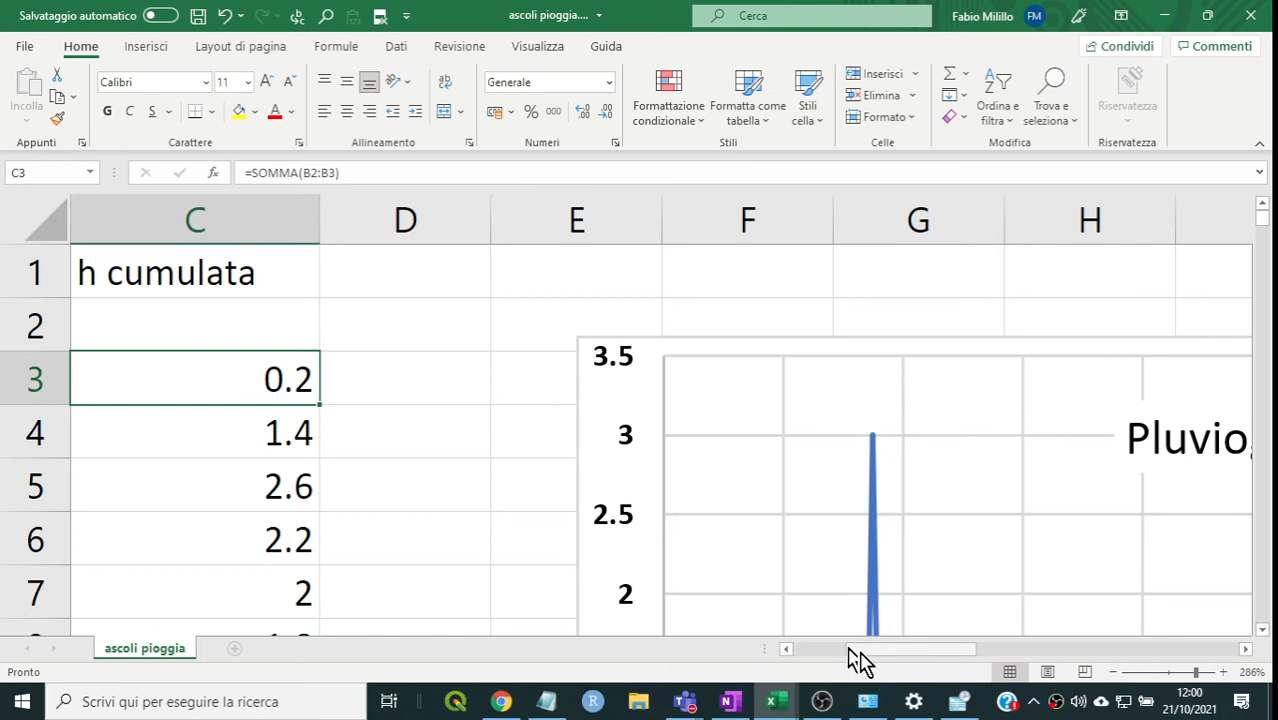 Salvataggio automatico
ascoli pioggia....
Cerca
Fabio Milillo
FM
File
Home
Inserisci
Layout di pagina
Formule
Dati
Revisione
Visualizza
Guida
Condividi
Commenti
Incolla
Calibri
11
G C S
Generale
% 000
Formattazione condizionale
Formatta come tabella
Stili cella
Inserisci
Elimina
Formato
Ordina e filtra
Trova e seleziona
Riservatezza
Appunti
Carattere
Allineamento
Numeri
Stili
Celle
Modifica
Riservatezza
C3
fx
=SOMMA(B2:B3)
C D E F G H
1 h cumulata
2
3 0.2
4 1.4
5 2.6
6 2.2
7 2
3.5
3
2.5
2
Pluvio
ascoli pioggia
Pronto
286%
Scrivi qui per eseguire la ricerca
12:00
21/10/2021